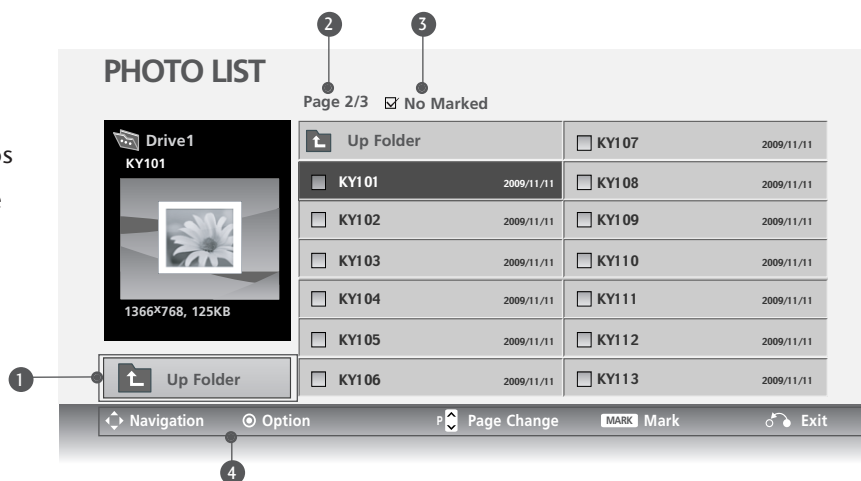 2 3
PHOTO LIST
Page 2/3 No Marked
Drive1
KY101
1366x768, 125KB
1 Up Folder
Up Folder
KY101 2009/11/11
KY102 2009/11/11
KY103 2009/11/11
KY104 2009/11/11
KY105 2009/11/11
KY106 2009/11/11
KY107 2009/11/11
KY108 2009/11/11
KY109 2009/11/11
KY110 2009/11/11
KY111 2009/11/11
KY112 2009/11/11
KY113 2009/11/11
Navigation Option P Page Change MARK Mark Exit
4